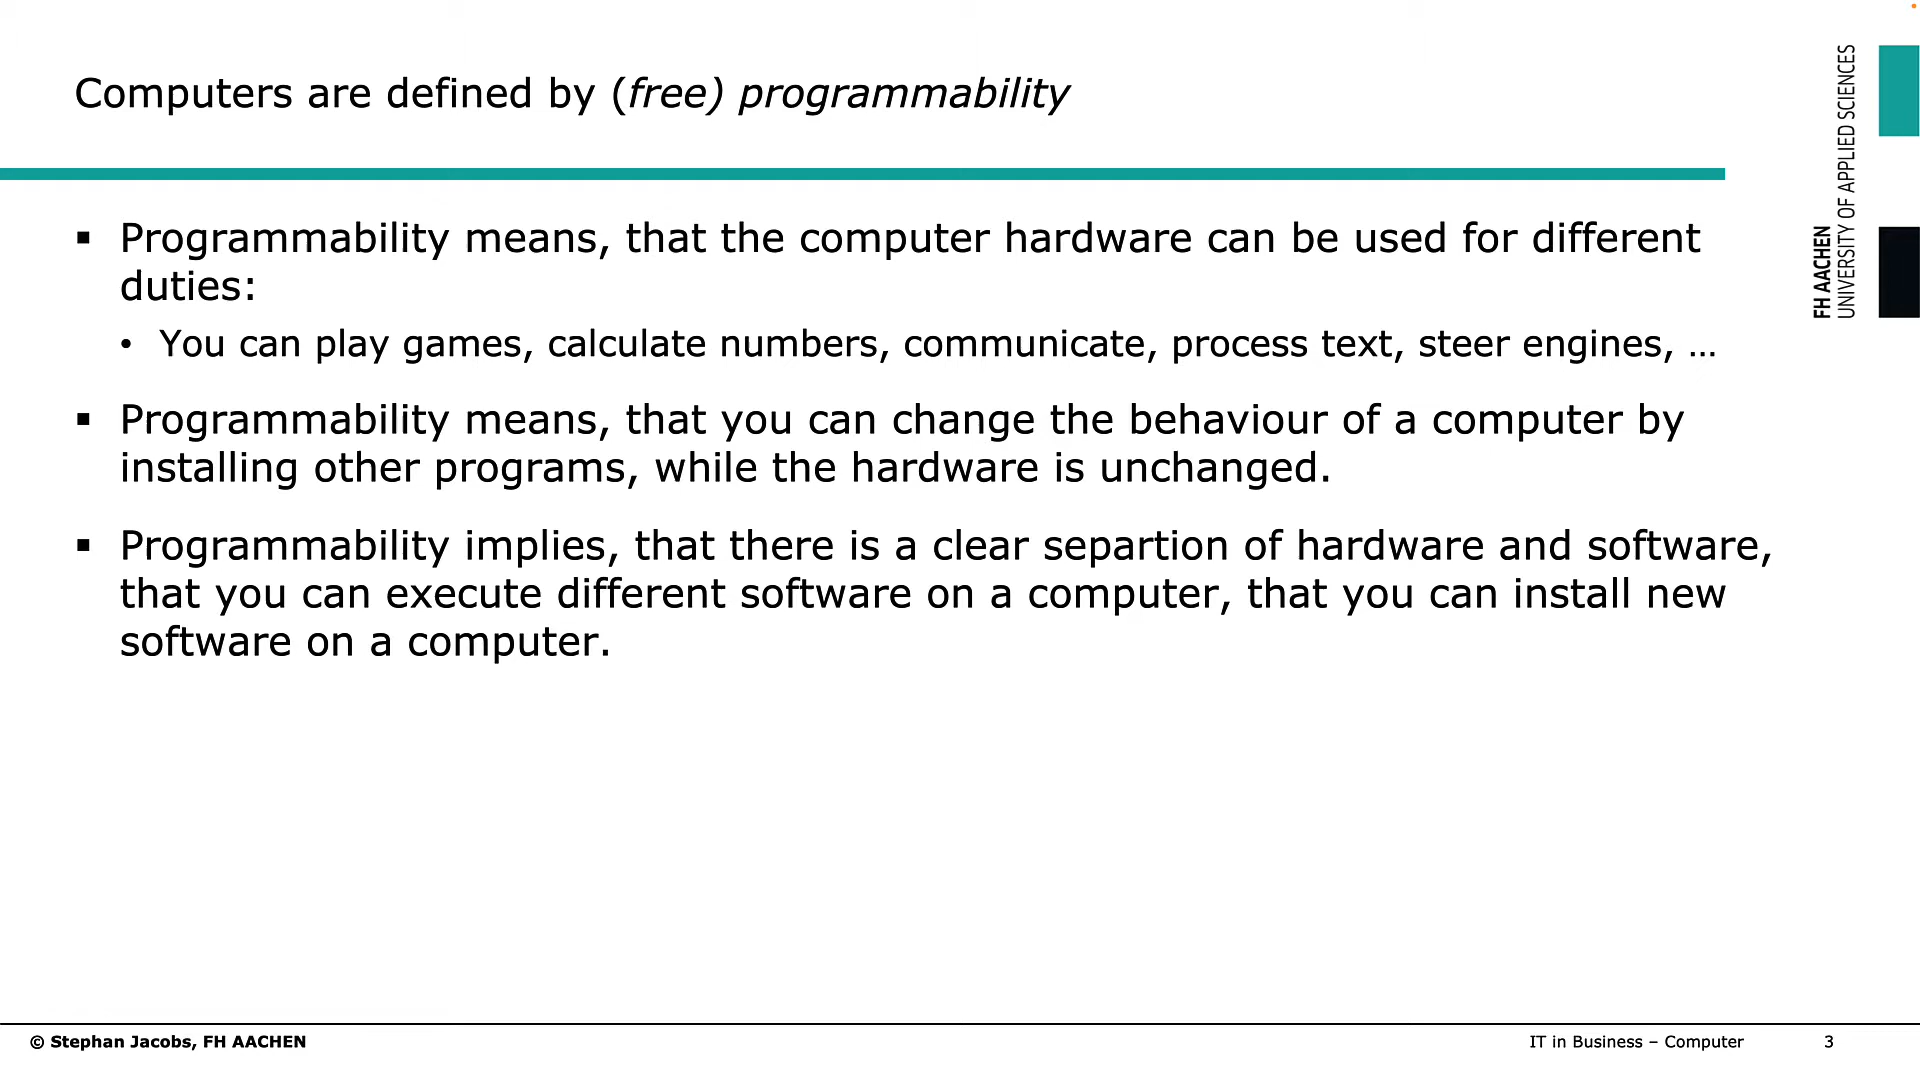 Computers are defined by (free) programmability
▪ Programmability means, that the computer hardware can be used for different
duties:
• You can play games, calculate numbers, communicate, process text, steer engines, …
▪ Programmability means, that you can change the behaviour of a computer by
installing other programs, while the hardware is unchanged.
▪ Programmability implies, that there is a clear separtion of hardware and software,
that you can execute different software on a computer, that you can install new
software on a computer.
FH AACHEN
UNIVERSITY OF APPLIED SCIENCES
© Stephan Jacobs, FH AACHEN
IT in Business – Computer 3